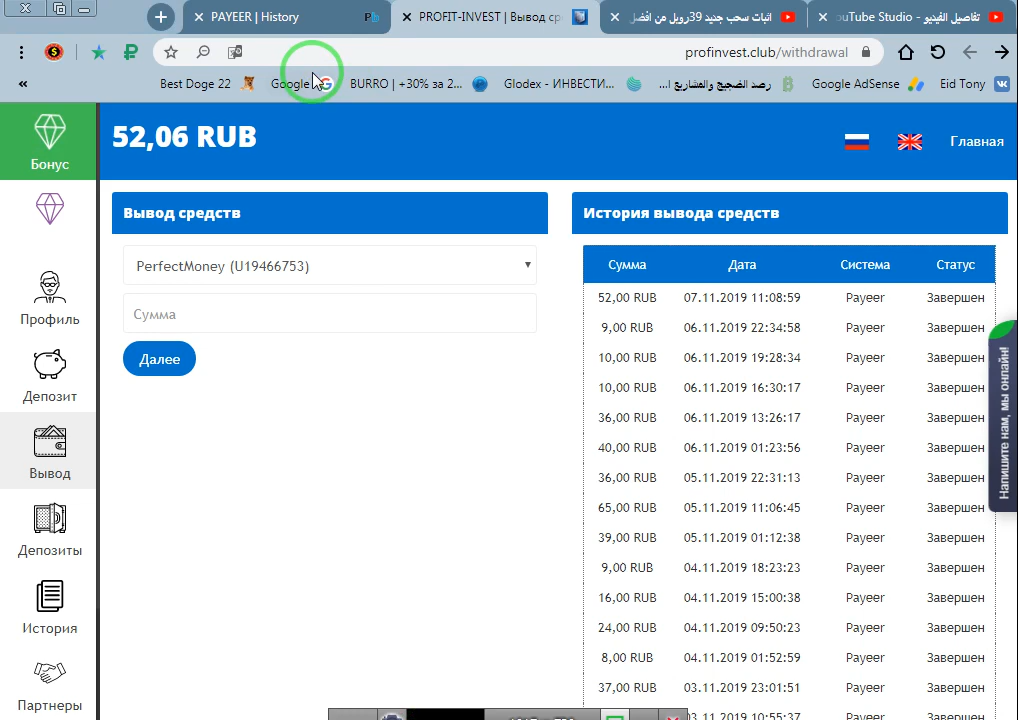 PAYEER | History
PROFIT-INVEST | Вывод ср
اثبات سحب جديد 39روبل من افضل
تفاصيل الفيديو - YouTube Studio
profinvest.club/withdrawal
Best Doge 22
Google
BURRO | +30% за 2...
Glodex - ИНВЕСТИ...
رصد الضجيج والمشاريع ا...
Google AdSense
Eid Tony
Бонус
52,06 RUB
Главная
Профиль
Депозит
Вывод
Депозиты
История
Партнеры
Вывод средств
PerfectMoney (U19466753)
Сумма
Далее
История вывода средств
Сумма Дата Система Статус
52,00 RUB 07.11.2019 11:08:59 Payeer Завершен
9,00 RUB 06.11.2019 22:34:58 Payeer Завершен
10,00 RUB 06.11.2019 19:28:34 Payeer Завершен
10,00 RUB 06.11.2019 16:30:17 Payeer Завершен
36,00 RUB 06.11.2019 13:26:17 Payeer Завершен
40,00 RUB 06.11.2019 01:23:56 Payeer Завершен
36,00 RUB 05.11.2019 22:31:13 Payeer Завершен
65,00 RUB 05.11.2019 11:06:45 Payeer Завершен
39,00 RUB 05.11.2019 01:12:38 Payeer Завершен
9,00 RUB 04.11.2019 18:23:23 Payeer Завершен
16,00 RUB 04.11.2019 15:00:38 Payeer Завершен
24,00 RUB 04.11.2019 09:50:23 Payeer Завершен
8,00 RUB 04.11.2019 01:52:59 Payeer Завершен
37,00 RUB 03.11.2019 23:01:51 Payeer Завершен
Напишите нам, мы онлайн!